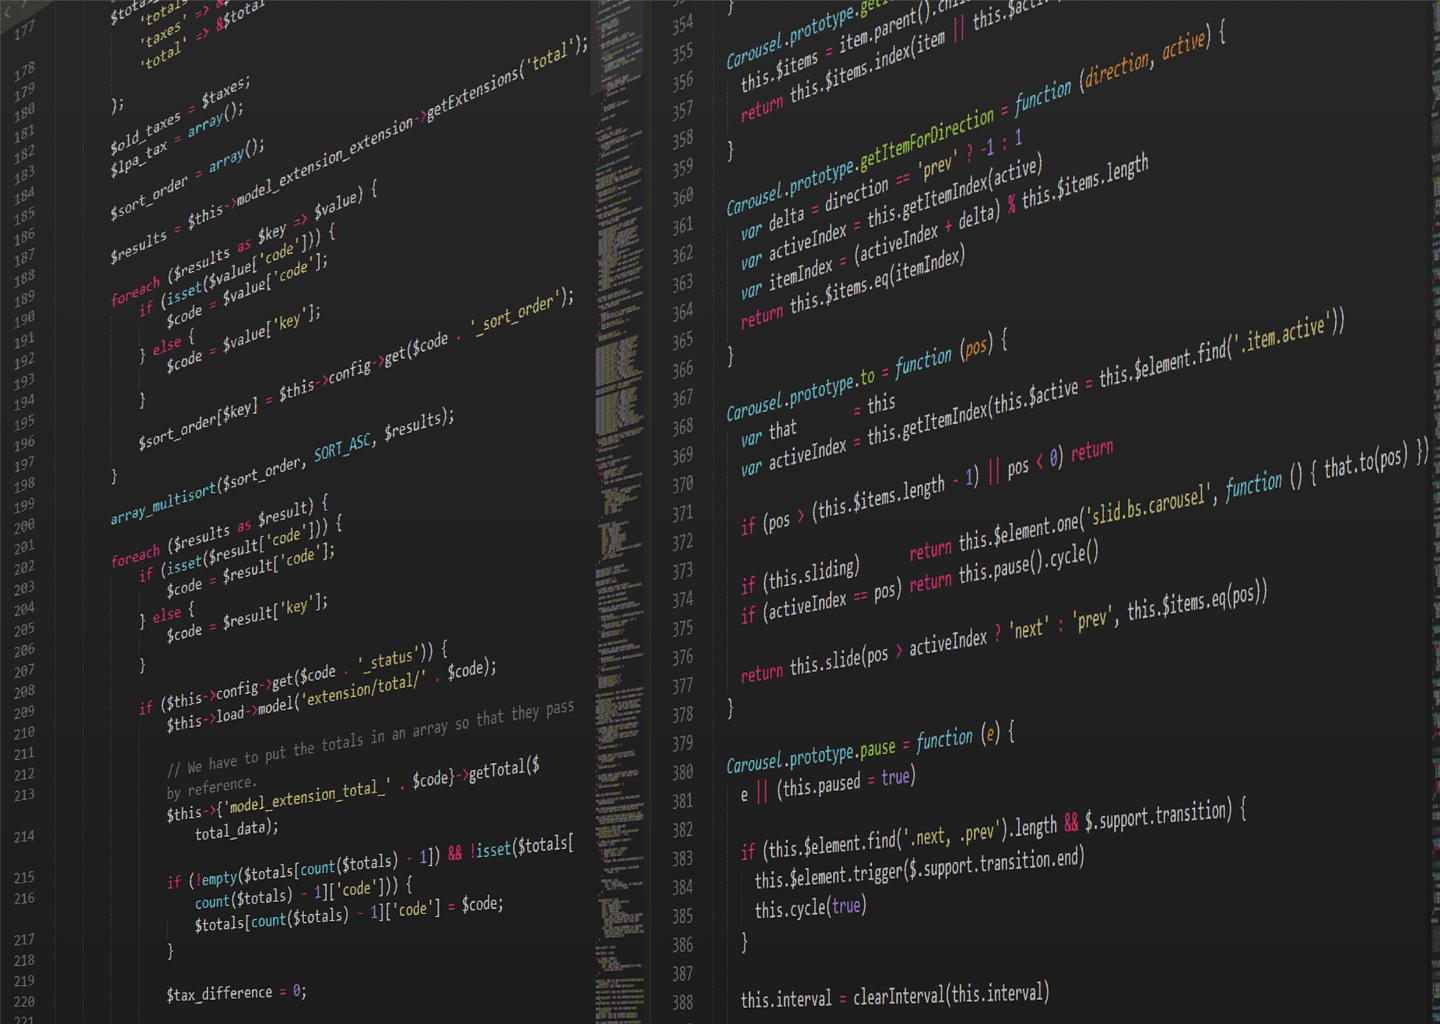 177
178
179
180
181
182
183
184
185
186
187
188
189
190
191
192
193
194
195
196
197
198
199
200
201
202
203
204
205
206
207
208
209
210
211
212
213
214
215
216
217
218
219
220
221
'taxes' => &
'total' => &$total
);
$old_taxes = $taxes;
$lpa_tax = array();
$sort_order = array();
$results = $this->model_extension_extension->getExtensions('total');
foreach ($results as $key => $value) {
if (isset($value['code'])) {
$code = $value['code'];
} else {
$code = $value['key'];
}
$sort_order[$key] = $this->config->get($code . '_sort_order');
}
array_multisort($sort_order, SORT_ASC, $results);
foreach ($results as $result) {
if (isset($result['code'])) {
$code = $result['code'];
} else {
$code = $result['key'];
}
if ($this->config->get($code . '_status')) {
$this->load->model('extension/total/' . $code);
// We have to put the totals in an array so that they pass
by reference.
$this->{'model_extension_total_' . $code}->getTotal($
total_data);
if (!empty($totals[count($totals) - 1]) && !isset($totals[
count($totals) - 1]['code'])) {
$totals[count($totals) - 1]['code'] = $code;
}
$tax_difference = 0;
354
355
356
357
358
359
360
361
362
363
364
365
366
367
368
369
370
371
372
373
374
375
376
377
378
379
380
381
382
383
384
385
386
387
388
}
this.$items = item.parent().
return this.$items.index(item || this.
}
Carousel.prototype.getItemForDirection = function (direction, active) {
var delta = direction == 'prev' ? -1 : 1
var activeIndex = this.getItemIndex(active)
var itemIndex = (activeIndex + delta) % this.$items.length
return this.$items.eq(itemIndex)
}
Carousel.prototype.to = function (pos) {
var that = this
var activeIndex = this.getItemIndex(this.$active = this.$element.find('.item.active'))
if (pos > (this.$items.length - 1) || pos < 0) return
if (this.sliding) return this.$element.one('slid.bs.carousel', function () { that.to(pos) })
if (activeIndex == pos) return this.pause().cycle()
return this.slide(pos > activeIndex ? 'next' : 'prev', this.$items.eq(pos))
}
Carousel.prototype.pause = function (e) {
e || (this.paused = true)
if (this.$element.find('.next, .prev').length && $.support.transition) {
this.$element.trigger($.support.transition.end)
this.cycle(true)
}
this.interval = clearInterval(this.interval)